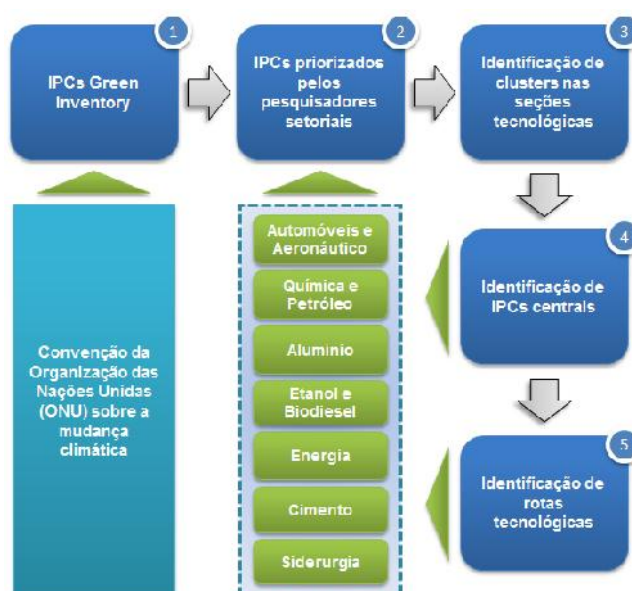 1
IPCs Green
Inventory
2
IPCs priorizados
pelos
pesquisadores
setoriais
3
Identificação de
clusters nas
seções
tecnológicas
Convenção da
Organização das
Nações Unidas
(ONU) sobre a
mudança
climática
Automóveis e
Aeronáutico
Química e
Petróleo
Alumínio
Etanol e
Biodiesel
Energia
Cimento
Siderurgia
4
Identificação de
IPCs centrais
5
Identificação de
rotas
tecnológicas